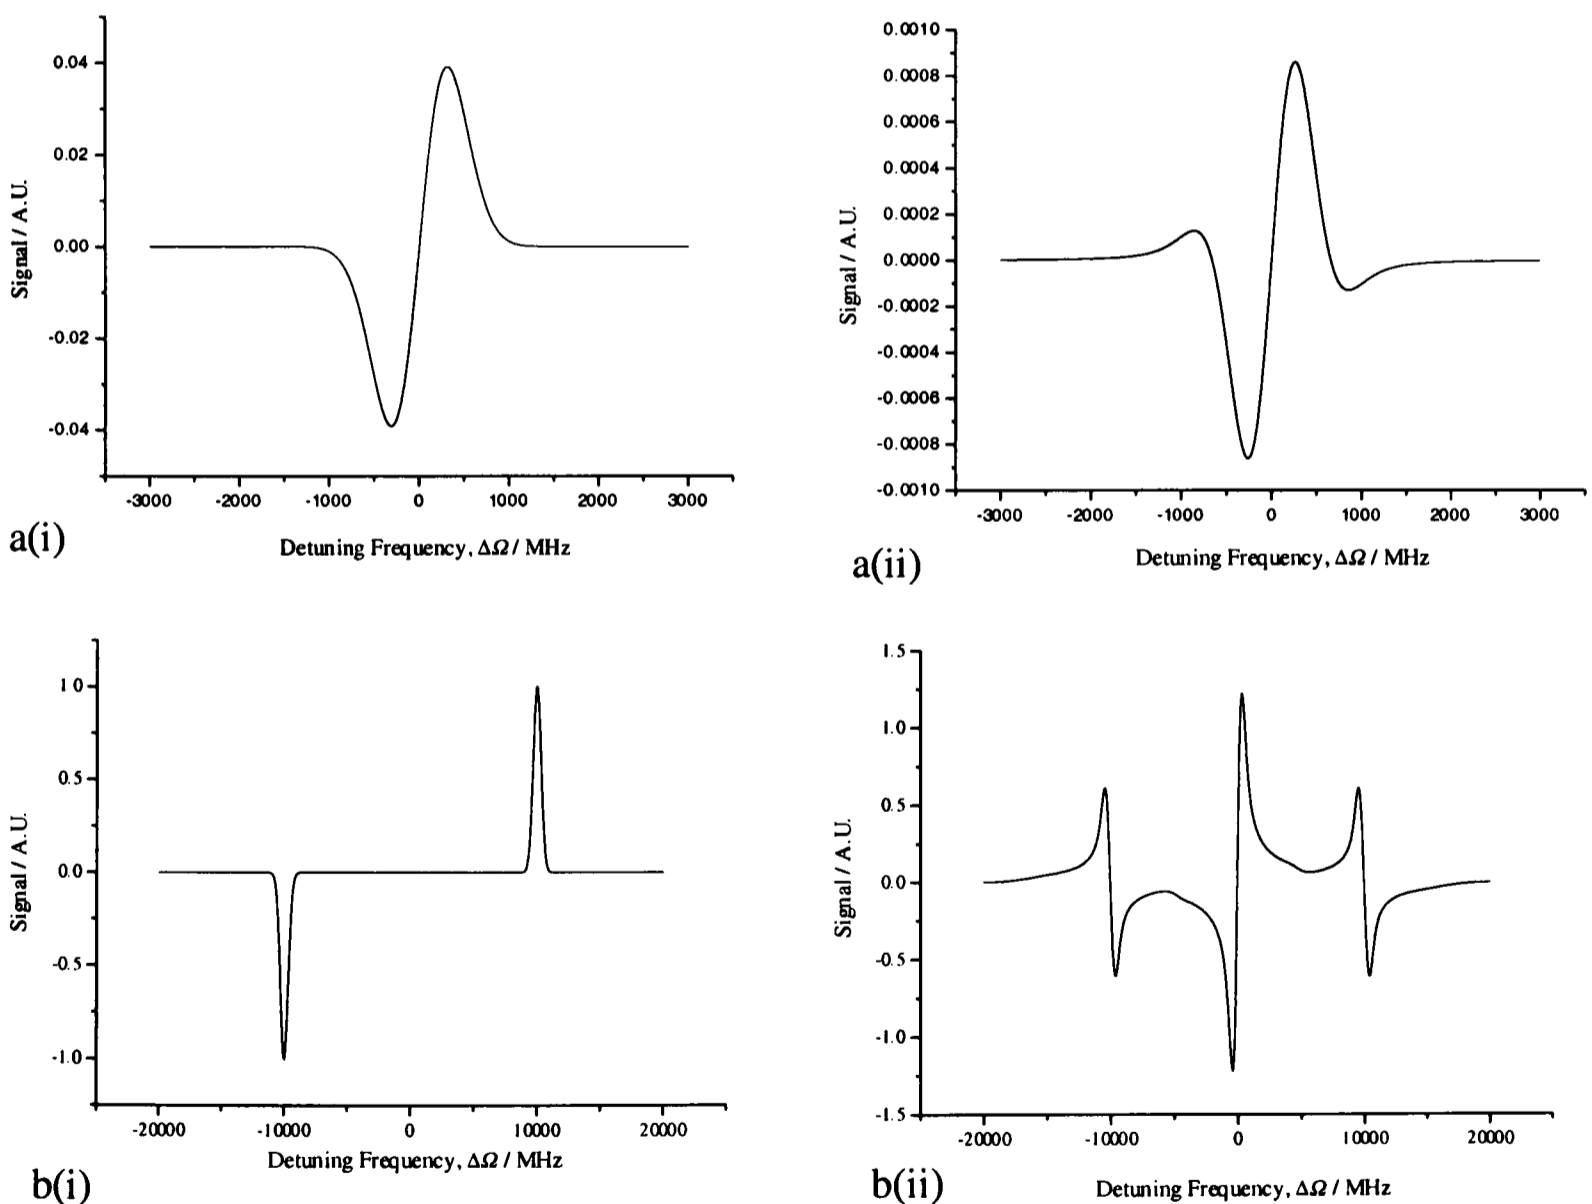 0.04
0.02
0.00
-0.02
-0.04
Signal / A.U.
-3000 -2000 -1000 0 1000 2000 3000
Detuning Frequency, ΔΩ / MHz
a(i)
0.0010
0.0008
0.0006
0.0004
0.0002
0.0000
-0.0002
-0.0004
-0.0006
-0.0008
-0.0010
Signal / A.U.
-3000 -2000 -1000 0 1000 2000 3000
Detuning Frequency, ΔΩ / MHz
a(ii)
1.0
0.5
0.0
-0.5
-1.0
Signal / A.U.
-20000 -10000 0 10000 20000
Detuning Frequency, ΔΩ / MHz
b(i)
1.5
1.0
0.5
0.0
-0.5
-1.0
-1.5
Signal / A.U.
-20000 -10000 0 10000 20000
Detuning Frequency, ΔΩ / MHz
b(ii)